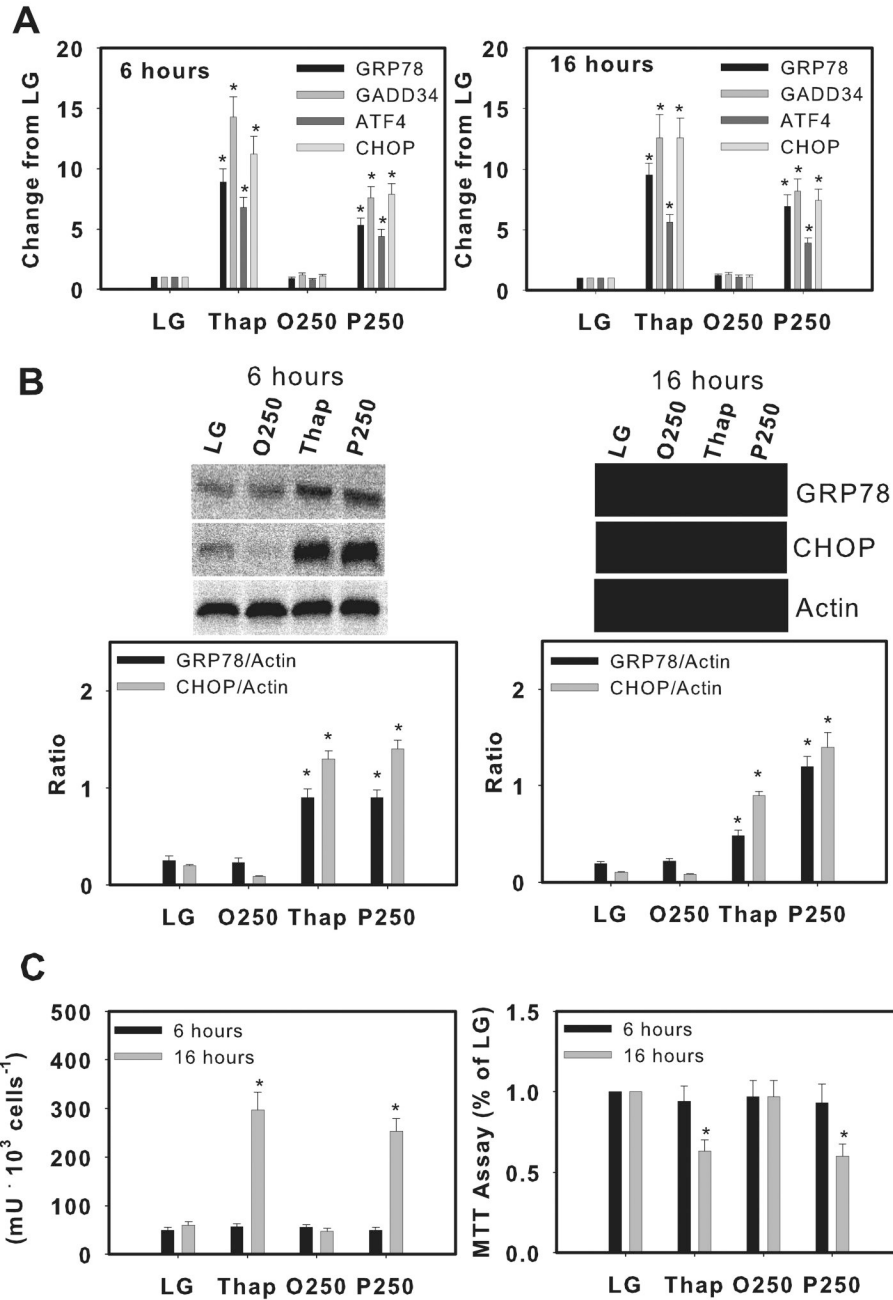 A
20
15
10
5
0
Change from LG
6 hours
GRP78
GADD34
ATF4
CHOP
* * * * * * * *
LG Thap O250 P250
20
15
10
5
0
Change from LG
16 hours
GRP78
GADD34
ATF4
CHOP
* * * * * * * *
LG Thap O250 P250
B
6 hours
LG O250 Thap P250
16 hours
LG O250 Thap P250
GRP78
CHOP
Actin
2
1
0
Ratio
GRP78/Actin
CHOP/Actin
* * * *
LG O250 Thap P250
2
1
0
Ratio
GRP78/Actin
CHOP/Actin
* * * *
LG O250 Thap P250
C
500
400
300
200
100
0
(mU · 10³ cells⁻¹)
6 hours
16 hours
* *
LG Thap O250 P250
1.5
1.0
0.5
0.0
MTT Assay (% of LG)
6 hours
16 hours
* *
LG Thap O250 P250